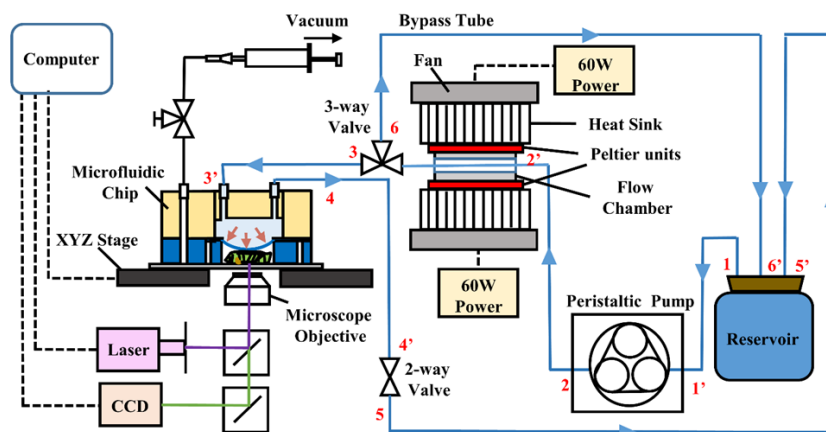 Vacuum
Bypass Tube
Computer
Fan
60W
Power
3-way
Valve
6
Heat Sink
3
2'
Peltier units
Microfluidic
Chip
3'
4
Flow
Chamber
XYZ Stage
1
6'
5'
60W
Power
Peristaltic Pump
Microscope
Objective
Reservoir
Laser
4'
2-way
Valve
2
1'
CCD
5